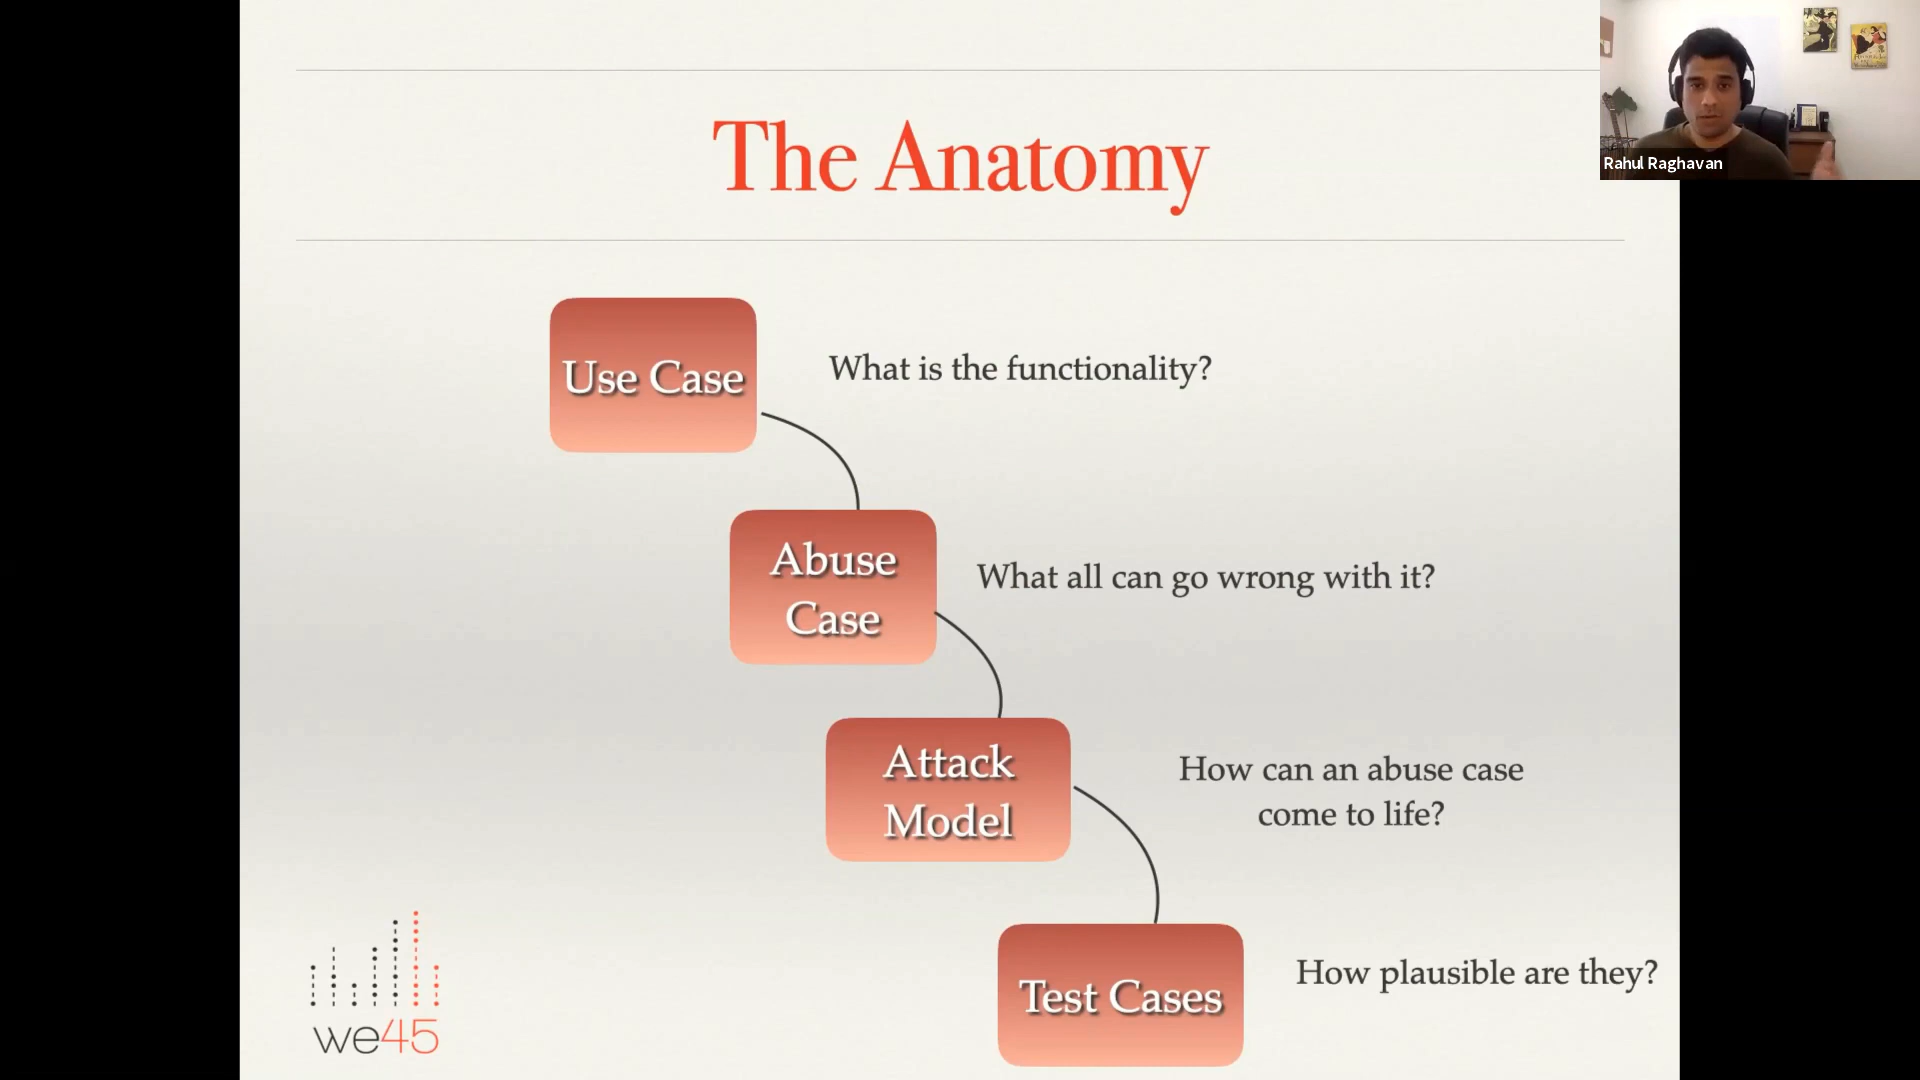 The Anatomy
Rahul Raghavan
Use Case
What is the functionality?
Abuse
Case
What all can go wrong with it?
Attack
Model
How can an abuse case
come to life?
Test Cases
How plausible are they?
we45